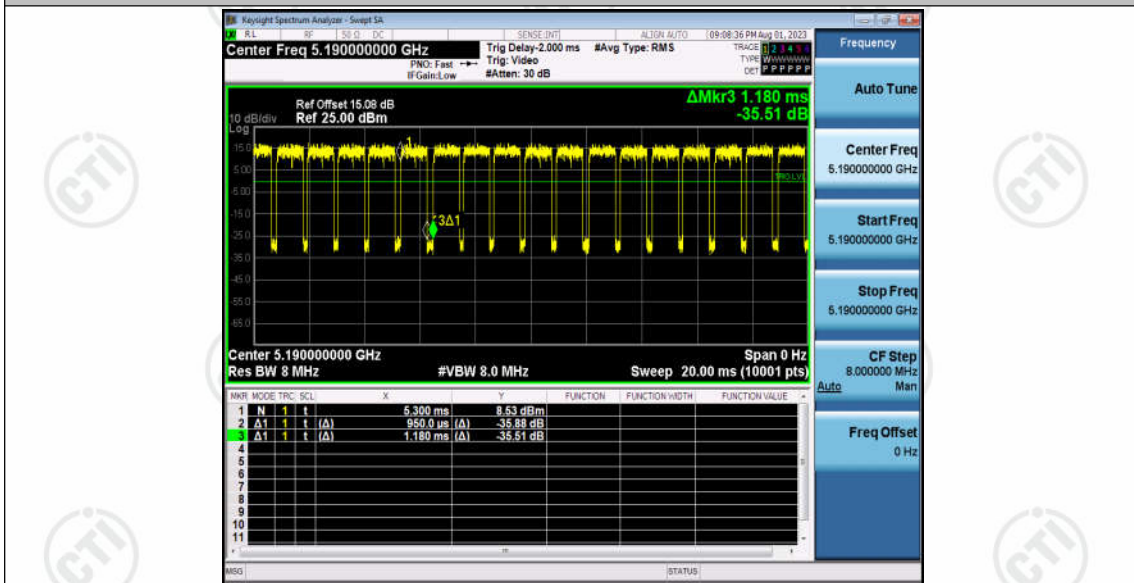 Keysight Spectrum Analyzer - Swept SA
RL RF 50 Ω DC SENSE:INT ALIGN AUTO 09:08:36 PM Aug 01, 2023
Center Freq 5.190000000 GHz
Trig Delay-2.000 ms #Avg Type: RMS
TRACE 1 2 3 4 5 6
PNO: Fast Trig: Video
TYPE WWWWWW
IFGain:Low #Atten: 30 dB
DET P P P P P P
Frequency
Auto Tune
ΔMkr3 1.180 ms
-35.51 dB
Ref Offset 15.08 dB
10 dB/div Ref 25.00 dBm
Log
15.0
5.00
-5.00
-15.0
-25.0
-35.0
-45.0
-55.0
-65.0
1
TRIG LVL
3Δ1
Center 5.190000000 GHz Span 0 Hz
Res BW 8 MHz #VBW 8.0 MHz Sweep 20.00 ms (10001 pts)
MKR MODE TRC SCL X Y FUNCTION FUNCTION WIDTH FUNCTION VALUE
1 N 1 t 5.300 ms 8.53 dBm
2 Δ1 1 t (Δ) 950.0 µs (Δ) -35.88 dB
3 Δ1 1 t (Δ) 1.180 ms (Δ) -35.51 dB
4
5
6
7
8
9
10
11
MSG STATUS
Center Freq
5.190000000 GHz
Start Freq
5.190000000 GHz
Stop Freq
5.190000000 GHz
CF Step
8.000000 MHz
Auto Man
Freq Offset
0 Hz
CTI
CTI
CTI
CTI